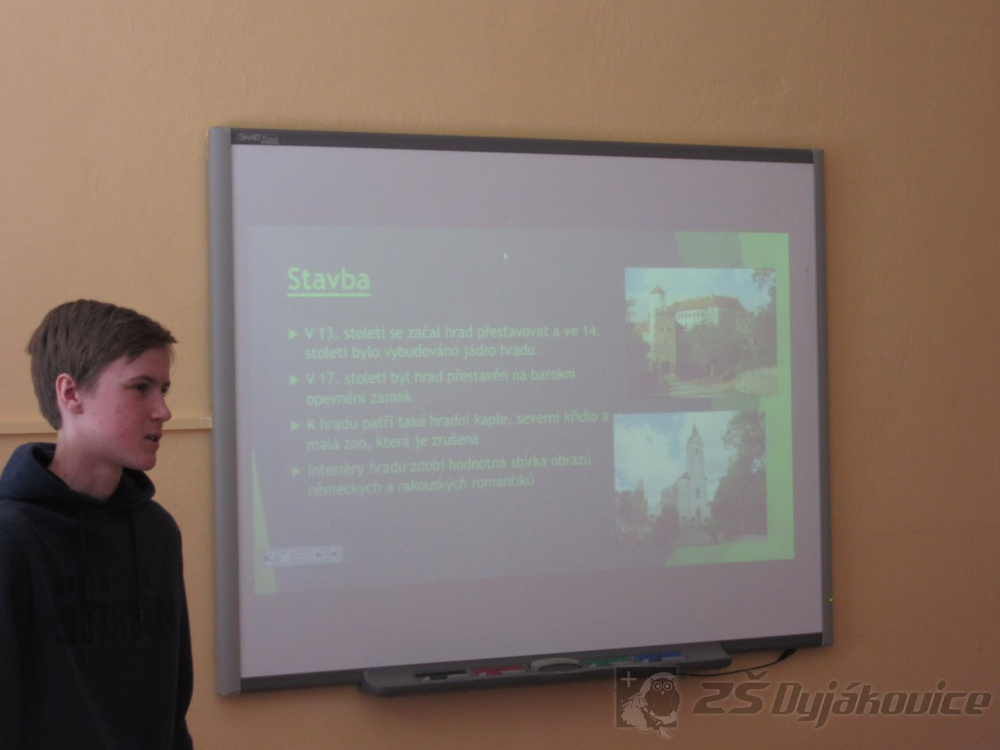 SMART Board
Stavba
V 13. století se začal hrad přestavovat a ve 14.
století bylo vybudováno jádro hradu
V 17. století byl hrad přestavěn na barokní
opevnění zámek
K hradu patří také hradní kaple, severní křídlo a
malá zoo, která je zrušena
Interiéry hradu zdobí hodnotná sbírka obrazů
německých a rakouských romantiků
ZŠ Dyjákovice